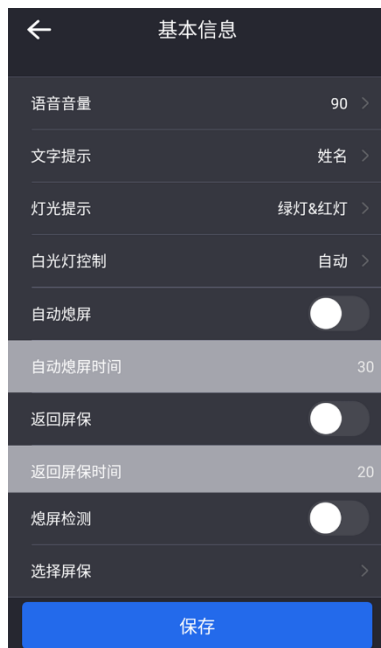 基本信息
语音音量 90
文字提示 姓名
灯光提示 绿灯&红灯
白光灯控制 自动
自动熄屏
自动熄屏时间 30
返回屏保
返回屏保时间 20
熄屏检测
选择屏保
保存